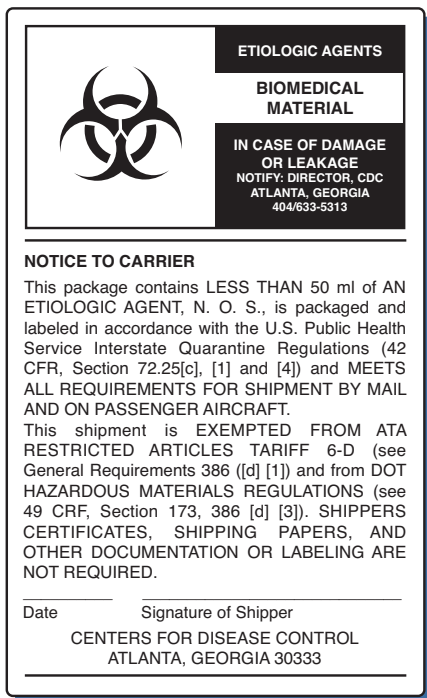 ETIOLOGIC AGENTS
BIOMEDICAL
MATERIAL
IN CASE OF DAMAGE
OR LEAKAGE
NOTIFY: DIRECTOR, CDC
ATLANTA, GEORGIA
404/633-5313
NOTICE TO CARRIER
This package contains LESS THAN 50 ml of AN
ETIOLOGIC AGENT, N. O. S., is packaged and
labeled in accordance with the U.S. Public Health
Service Interstate Quarantine Regulations (42
CFR, Section 72.25[c], [1] and [4]) and MEETS
ALL REQUIREMENTS FOR SHIPMENT BY MAIL
AND ON PASSENGER AIRCRAFT.
This shipment is EXEMPTED FROM ATA
RESTRICTED ARTICLES TARIFF 6-D (see
General Requirements 386 ([d] [1]) and from DOT
HAZARDOUS MATERIALS REGULATIONS (see
49 CRF, Section 173, 386 [d] [3]). SHIPPERS
CERTIFICATES, SHIPPING PAPERS, AND
OTHER DOCUMENTATION OR LABELING ARE
NOT REQUIRED.
Date Signature of Shipper
CENTERS FOR DISEASE CONTROL
ATLANTA, GEORGIA 30333